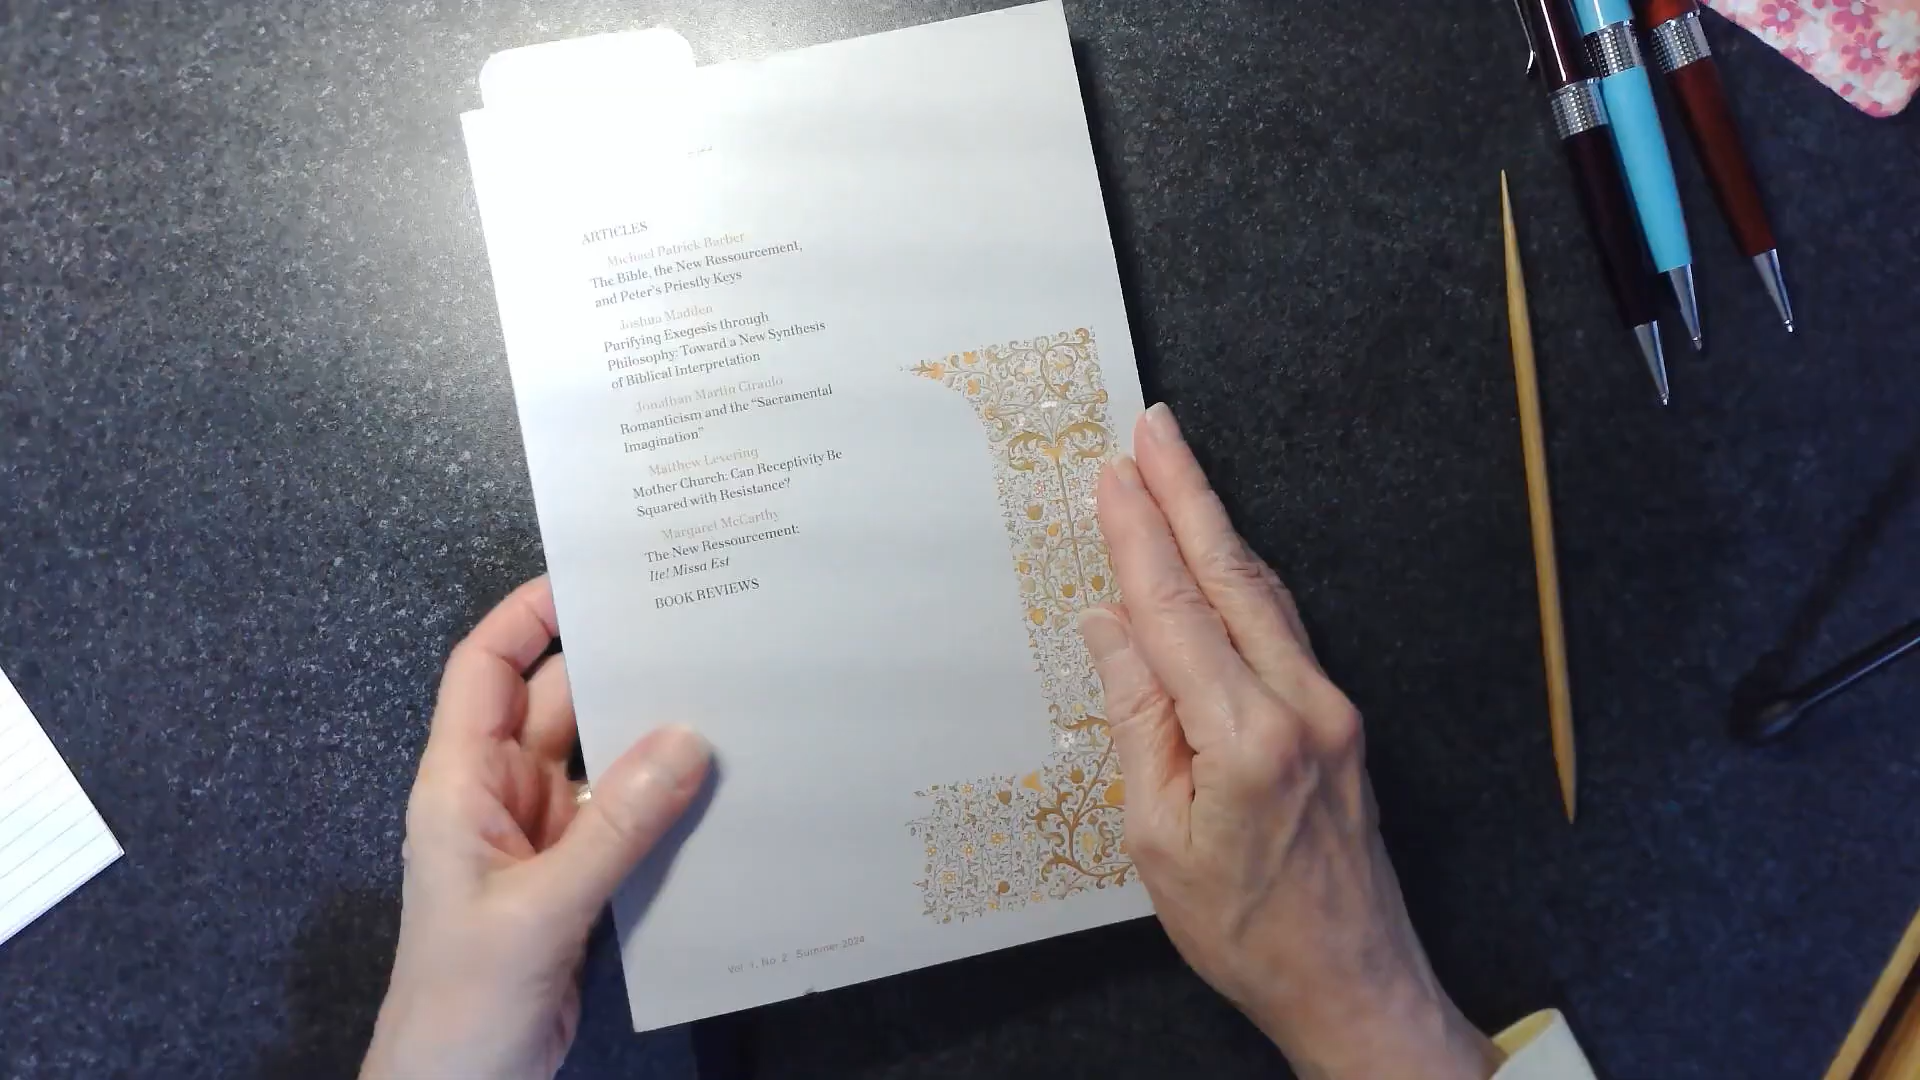 ARTICLES
Michael Patrick Barber
The Bible, the New Ressourcement,
and Peter's Priestly Keys
Joshua Madden
Purifying Exegesis through
Philosophy: Toward a New Synthesis
of Biblical Interpretation
Jonathan Martin Ciraulo
Romanticism and the “Sacramental
Imagination”
Matthew Levering
Mother Church: Can Receptivity Be
Squared with Resistance?
Margaret McCarthy
The New Ressourcement:
Ite! Missa Est
BOOK REVIEWS
Vol. 1, No. 2 Summer 2024